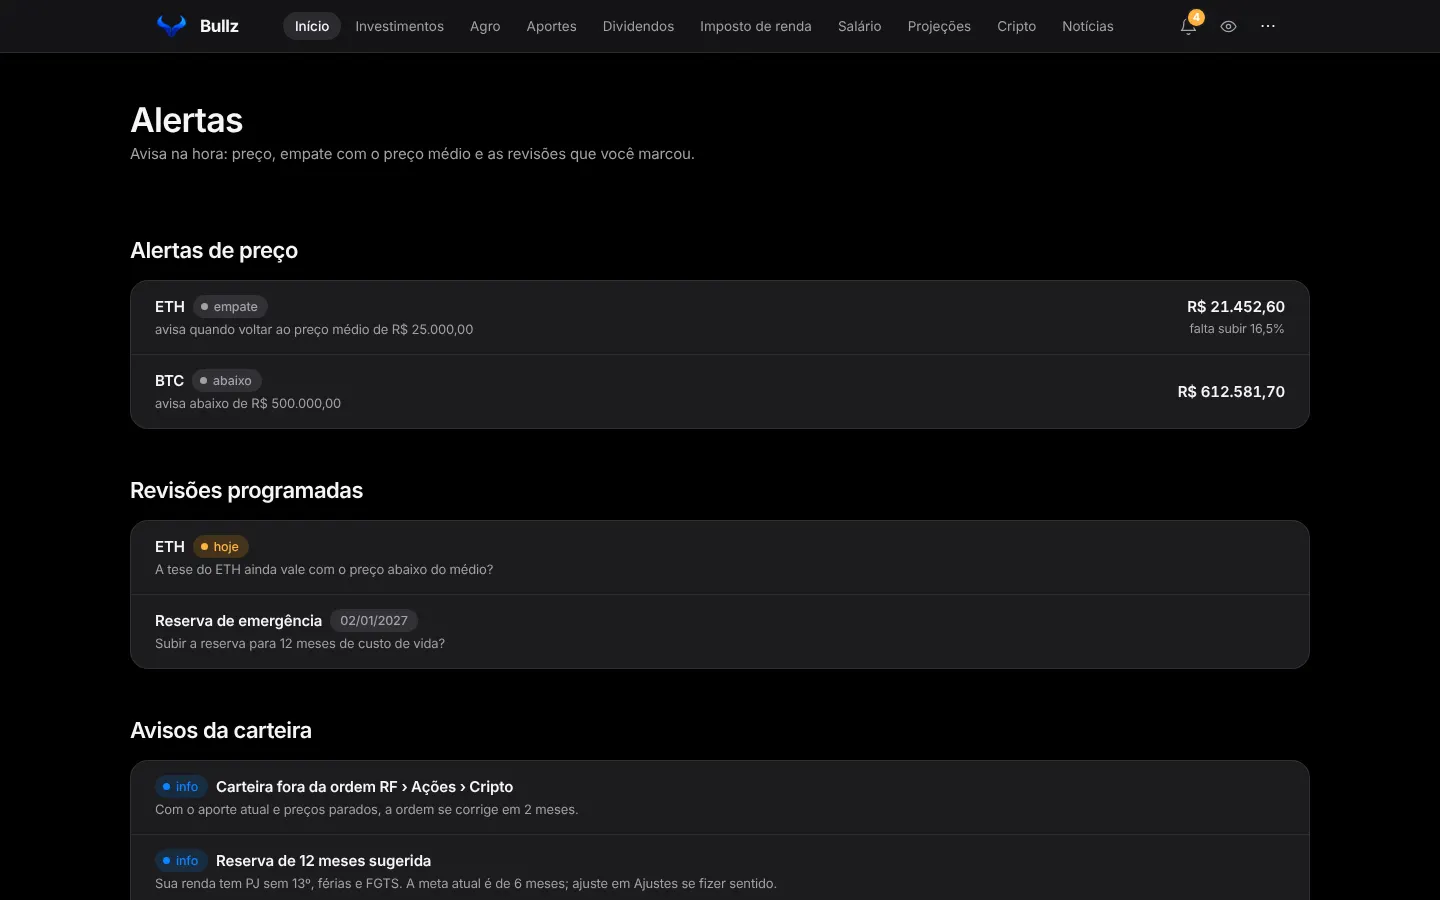 Bullz
Início
Investimentos
Agro
Aportes
Dividendos
Imposto de renda
Salário
Projeções
Cripto
Notícias
4
Alertas
Avisa na hora: preço, empate com o preço médio e as revisões que você marcou.
Alertas de preço
ETH empate
avisa quando voltar ao preço médio de R$ 25.000,00
R$ 21.452,60
falta subir 16,5%
BTC abaixo
avisa abaixo de R$ 500.000,00
R$ 612.581,70
Revisões programadas
ETH hoje
A tese do ETH ainda vale com o preço abaixo do médio?
Reserva de emergência 02/01/2027
Subir a reserva para 12 meses de custo de vida?
Avisos da carteira
info Carteira fora da ordem RF › Ações › Cripto
Com o aporte atual e preços parados, a ordem se corrige em 2 meses.
info Reserva de 12 meses sugerida
Sua renda tem PJ sem 13º, férias e FGTS. A meta atual é de 6 meses; ajuste em Ajustes se fizer sentido.